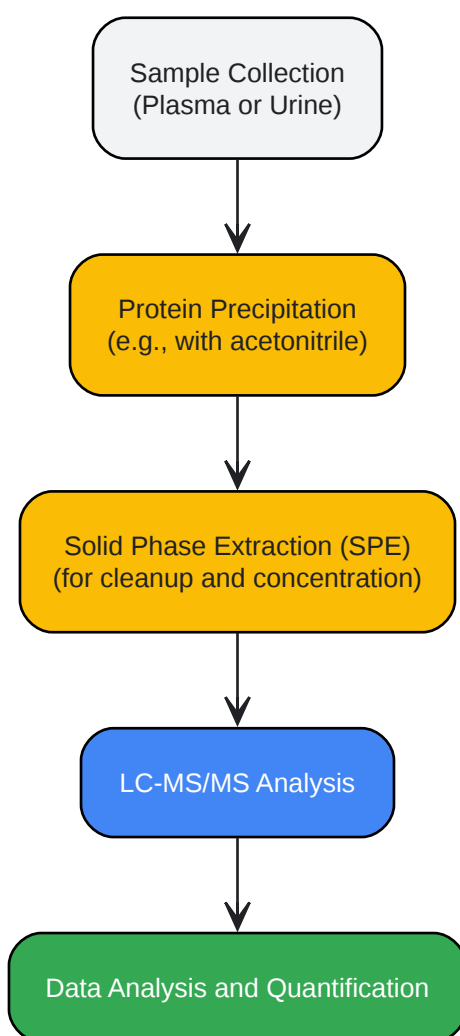 Sample Collection
(Plasma or Urine)
Protein Precipitation
(e.g., with acetonitrile)
Solid Phase Extraction (SPE)
(for cleanup and concentration)
LC-MS/MS Analysis
Data Analysis and Quantification